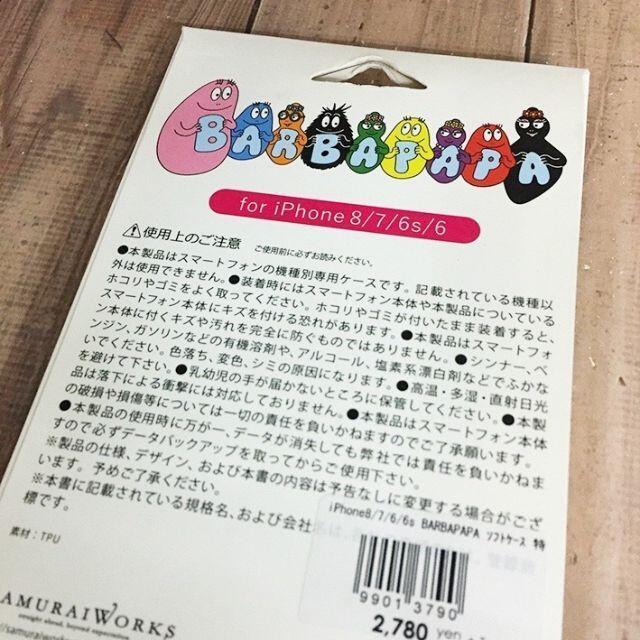 BARBAPAPA
for iPhone 8/7/6s/6
使用上のご注意 ご使用前に必ずお読みください。
●本製品はスマートフォンの機種別専用ケースです。記載されている機種以
外は使用できません。●装着時にはスマートフォン本体や本製品についている
ホコリやゴミをよく取ってください。ホコリやゴミが付いたまま装着すると、
スマートフォン本体にキズを付ける恐れがあります。●本製品はスマートフォ
ン本体に付くキズや汚れを完全に防ぐものではありません。●シンナー、ベ
ンジン、ガソリンなどの有機溶剤や、アルコール、塩素系漂白剤などでふかな
いでください。色落ち、変色、シミの原因になります。●高温・多湿・直射日光
を避けて下さい。●乳幼児の手が届かないところに保管してください。●本製
品は落下による衝撃には対応しておりません。●本製品はスマートフォン本体
の破損や損傷等については一切の責任を負いかねますのでご了承願います。
●本製品の使用時に万が一、データが消失しても弊社では責任を負いかねま
すので必ずデータバックアップを取ってからご使用下さい。
※製品の仕様、デザイン、および本書の内容は予告なしに変更する場合がござ
います。予めご了承ください。
※本書に記載されている規格名、および会社名は、
標です。
素材：TPU
iPhone8/7/6/6s BARBAPAPA ソフトケース 特
9901 3790
2,780 yen
AMURAIWORKS
straight ahead, beyond expectation